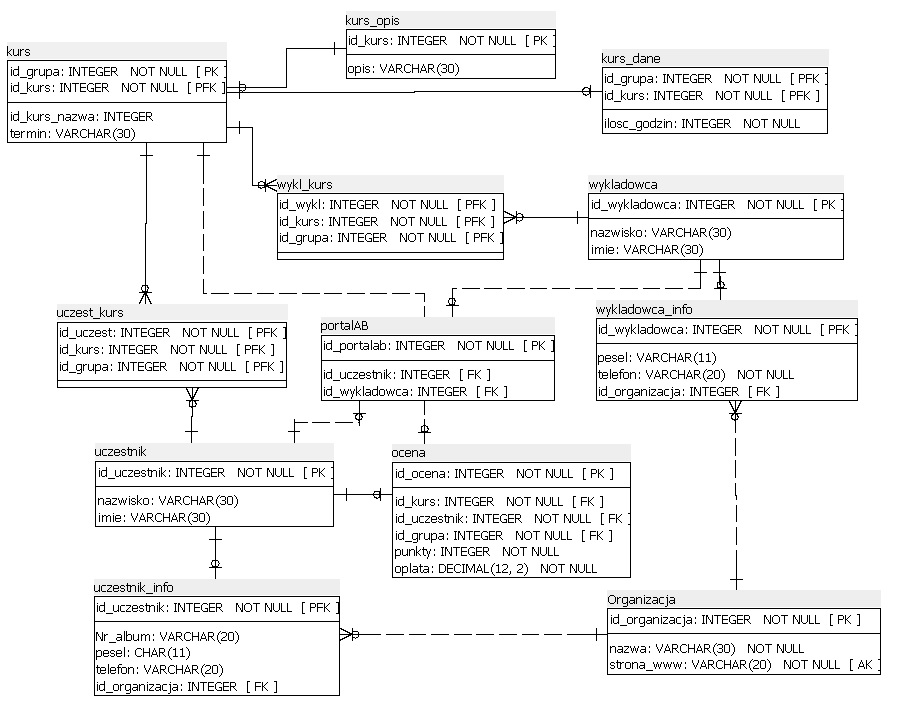 kurs_opis
id_kurs: INTEGER NOT NULL [ PK ]
opis: VARCHAR(30)
kurs
id_grupa: INTEGER NOT NULL [ PK ]
id_kurs: INTEGER NOT NULL [ PFK ]
id_kurs_nazwa: INTEGER
termin: VARCHAR(30)
kurs_dane
id_grupa: INTEGER NOT NULL [ PFK ]
id_kurs: INTEGER NOT NULL [ PFK ]
ilosc_godzin: INTEGER NOT NULL
wykl_kurs
id_wykl: INTEGER NOT NULL [ PFK ]
id_kurs: INTEGER NOT NULL [ PFK ]
id_grupa: INTEGER NOT NULL [ PFK ]
wykladowca
id_wykladowca: INTEGER NOT NULL [ PK ]
nazwisko: VARCHAR(30)
imie: VARCHAR(30)
uczest_kurs
id_uczest: INTEGER NOT NULL [ PFK ]
id_kurs: INTEGER NOT NULL [ PFK ]
id_grupa: INTEGER NOT NULL [ PFK ]
portalAB
id_portalab: INTEGER NOT NULL [ PK ]
id_uczestnik: INTEGER [ FK ]
id_wykladowca: INTEGER [ FK ]
wykladowca_info
id_wykladowca: INTEGER NOT NULL [ PFK ]
pesel: VARCHAR(11)
telefon: VARCHAR(20) NOT NULL
id_organizacja: INTEGER [ FK ]
uczestnik
id_uczestnik: INTEGER NOT NULL [ PK ]
nazwisko: VARCHAR(30)
imie: VARCHAR(30)
ocena
id_ocena: INTEGER NOT NULL [ PK ]
id_kurs: INTEGER NOT NULL [ FK ]
id_uczestnik: INTEGER NOT NULL [ FK ]
id_grupa: INTEGER NOT NULL [ FK ]
punkty: INTEGER NOT NULL
oplata: DECIMAL(12, 2) NOT NULL
uczestnik_info
id_uczestnik: INTEGER NOT NULL [ PFK ]
Nr_album: VARCHAR(20)
pesel: CHAR(11)
telefon: VARCHAR(20)
id_organizacja: INTEGER [ FK ]
Organizacja
id_organizacja: INTEGER NOT NULL [ PK ]
nazwa: VARCHAR(30) NOT NULL
strona_www: VARCHAR(20) NOT NULL [ AK ]